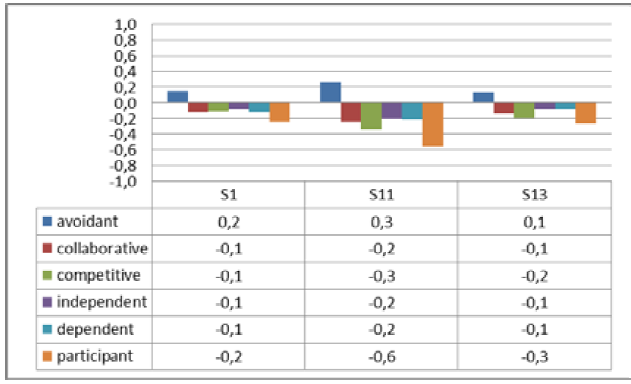 1,0
0,8
0,6
0,4
0,2
0,0
-0,2
-0,4
-0,6
-0,8
-1,0
S1 S11 S13
avoidant 0,2 0,3 0,1
collaborative -0,1 -0,2 -0,1
competitive -0,1 -0,3 -0,2
independent -0,1 -0,2 -0,1
dependent -0,1 -0,2 -0,1
participant -0,2 -0,6 -0,3